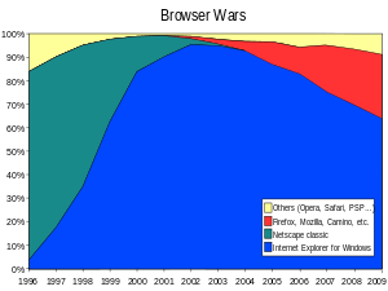 Browser Wars
100%
90%
80%
70%
60%
50%
40%
30%
20%
10%
0%
Others (Opera, Safari, PSP...)
Firefox, Mozilla, Camino, etc.
Netscape classic
Internet Explorer for Windows
1996 1997 1998 1999 2000 2001 2002 2003 2004 2005 2006 2007 2008 2009